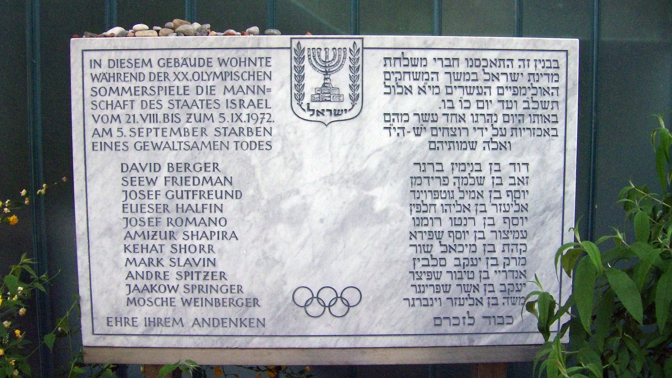 IN DIESEM GEBÄUDE WOHNTE
WÄHREND DER XX. OLYMPISCHEN
SOMMERSPIELE DIE MANN-
SCHAFT DES STAATES ISRAEL
VOM 21.VIII. BIS ZUM 5.IX.1972.
AM 5. SEPTEMBER STARBEN
EINES GEWALTSAMEN TODES
DAVID BERGER
SEEW FRIEDMAN
JOSEF GUTFREUND
ELIESER HALFIN
JOSEF ROMANO
AMIZUR SHAPIRA
KEHAT SHORR
MARK SLAVIN
ANDRE SPITZER
JAAKOW SPRINGER
MOSCHE WEINBERGER
EHRE IHREM ANDENKEN
ישראל
בבנין זה התאכסנו חברי משלחת
מדינת ישראל במשך המשחקים
האולימפיים העשרים מי״א אלול
תשל״ב ועד יום כ״ו בו.
באותו היום נהרגו אחד עשר מהם
באכזריות על ידי רוצחים
ואלה שמותיהם
דוד בן בנימין ברגר
זאב בן שלמה פרידמן
יוסף בן אמיל גוטפרוינד
אליעזר בן אליהו חלפין
יוסף בן רנטו רומנו
עמיצור בן יוסף שפירא
קהת בן מיכאל שור
מרק בן יעקב סלבין
אנדריי בן טיבור שפיצר
יעקב בן אשר שפרינגר
משה בן אליעזר וינברגר
כבוד לזכרם